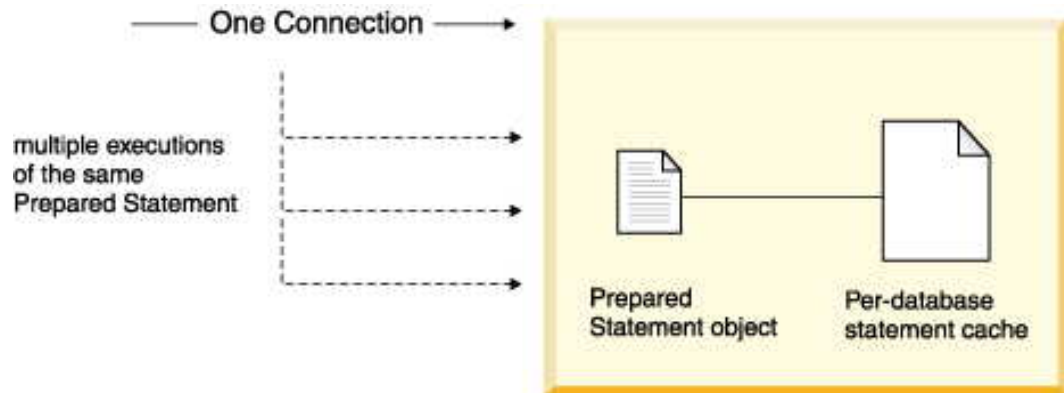 One Connection
multiple executions
of the same
Prepared Statement
Prepared
Statement object
Per-database
statement cache